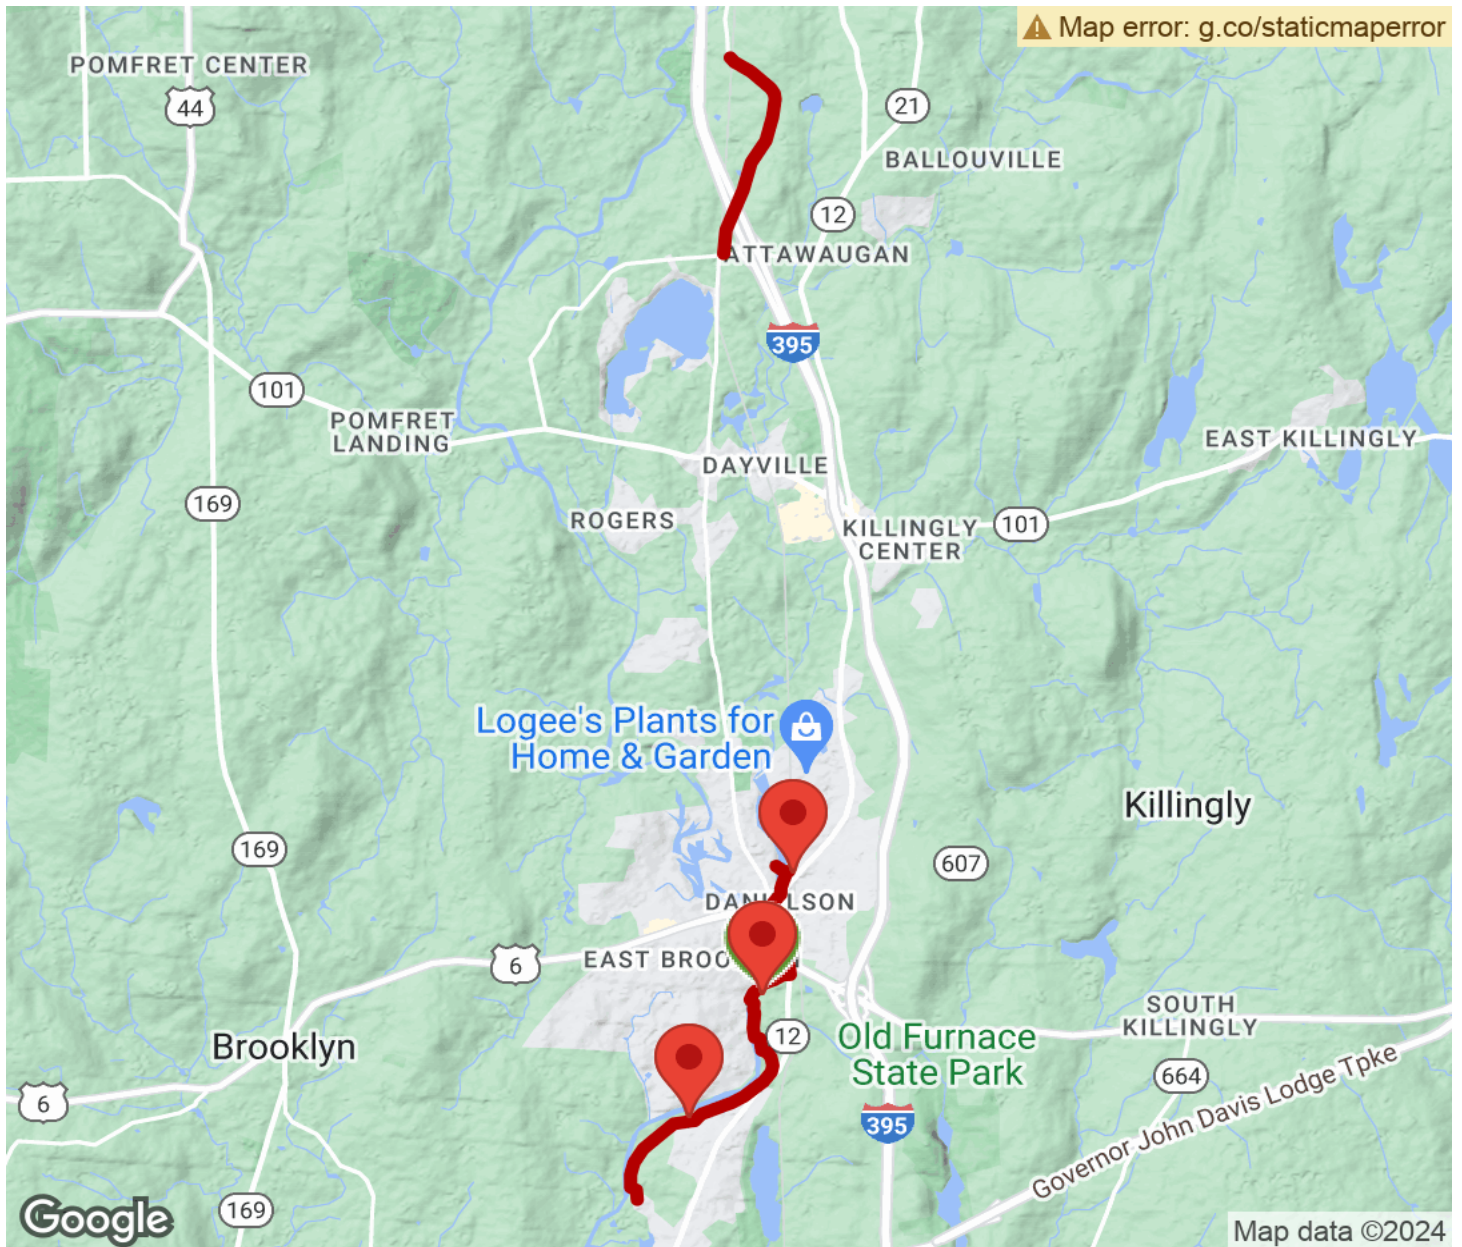 Map error: g.co/staticmaperror
POMFRET CENTER
44
21
BALLOUVILLE
12
ATTAWAUGAN
395
101
POMFRET
LANDING
EAST KILLINGLY
DAYVILLE
169
ROGERS
KILLINGLY
CENTER
101
Logee's Plants for
Home & Garden
Killingly
169
607
6
EAST
SOUTH
KILLINGLY
12
Old Furnace
State Park
Brooklyn
664
6
395
Governor John Davis Lodge Tpke
169
Google
Map data ©2024